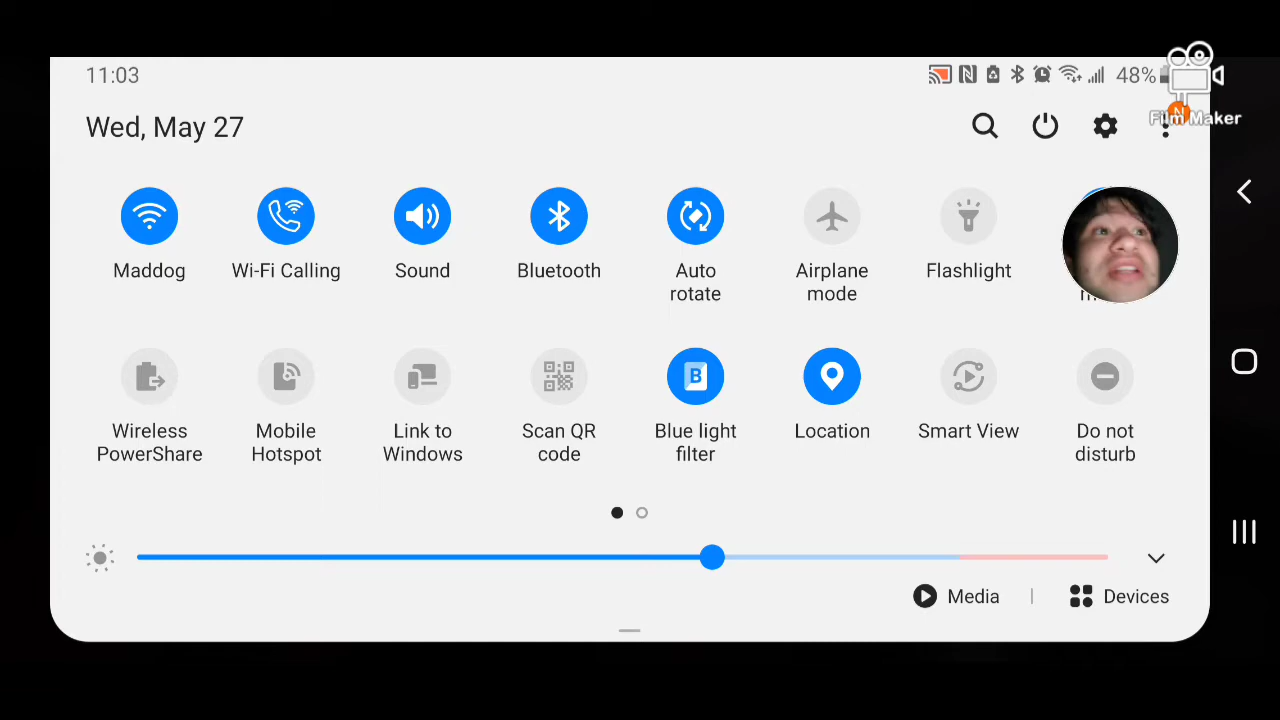 11:03
48%
Film Maker
Wed, May 27
N
Maddog
Wi-Fi Calling
Sound
Bluetooth
Auto
rotate
Airplane
mode
Flashlight
Wireless
PowerShare
Mobile
Hotspot
Link to
Windows
Scan QR
code
B
Blue light
filter
Location
Smart View
Do not
disturb
Media
Devices